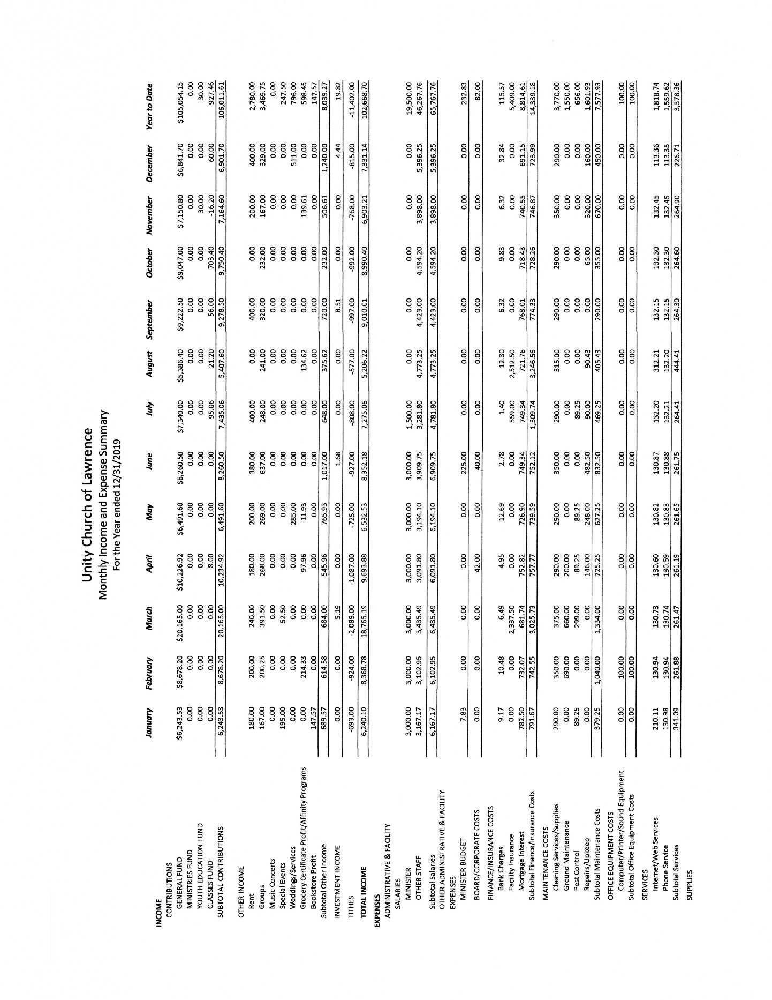 Unity Church of Lawrence
Monthly Income and Expense Summary
For the Year ended 12/31/2019
January February March April May June July August September October November December Year to Date
INCOME
CONTRIBUTIONS
GENERAL FUND $6,243.53 $8,678.20 $20,165.00 $10,226.92 $6,491.60 $8,260.50 $7,340.00 $5,386.40 $9,222.50 $9,047.00 $7,150.80 $6,841.70 $105,054.15
MINISTRIES FUND 0.00 0.00 0.00 0.00 0.00 0.00 0.00 0.00 0.00 0.00 0.00 0.00 0.00
YOUTH EDUCATION FUND 0.00 0.00 0.00 0.00 0.00 0.00 0.00 0.00 0.00 0.00 30.00 0.00 30.00
CLASSES FUND 0.00 0.00 0.00 8.00 0.00 0.00 95.06 21.20 56.00 703.40 -16.20 60.00 927.46
SUBTOTAL CONTRIBUTIONS 6,243.53 8,678.20 20,165.00 10,234.92 6,491.60 8,260.50 7,435.06 5,407.60 9,278.50 9,750.40 7,164.60 6,901.70 106,011.61
OTHER INCOME
Rent 180.00 200.00 240.00 180.00 200.00 380.00 400.00 0.00 400.00 0.00 200.00 400.00 2,780.00
Groups 167.00 200.25 391.50 268.00 269.00 637.00 248.00 241.00 320.00 232.00 167.00 329.00 3,469.75
Music Concerts 0.00 0.00 0.00 0.00 0.00 0.00 0.00 0.00 0.00 0.00 0.00 0.00 0.00
Special Events 195.00 0.00 52.50 0.00 0.00 0.00 0.00 0.00 0.00 0.00 0.00 0.00 247.50
Weddings/Services 0.00 0.00 0.00 0.00 285.00 0.00 0.00 0.00 0.00 0.00 0.00 511.00 796.00
Grocery Certificate Profit/Affinity Programs 0.00 214.33 0.00 97.96 11.93 0.00 0.00 134.62 0.00 0.00 139.61 0.00 598.45
Bookstore Profit 147.57 0.00 0.00 0.00 0.00 0.00 0.00 0.00 0.00 0.00 0.00 0.00 147.57
Subtotal Other Income 689.57 614.58 684.00 545.96 765.93 1,017.00 648.00 375.62 720.00 232.00 506.61 1,240.00 8,039.27
INVESTMENT INCOME 0.00 0.00 5.19 0.00 0.00 1.68 0.00 0.00 8.51 0.00 0.00 4.44 19.82
TITHES -693.00 -924.00 -2,089.00 -1,087.00 -725.00 -927.00 -808.00 -577.00 -997.00 -992.00 -768.00 -815.00 -11,402.00
TOTAL INCOME 6,240.10 8,368.78 18,765.19 9,693.88 6,532.53 8,352.18 7,275.06 5,206.22 9,010.01 8,990.40 6,903.21 7,331.14 102,668.70
EXPENSES
ADMINISTRATIVE & FACILITY
SALARIES
MINISTER 3,000.00 3,000.00 3,000.00 3,000.00 3,000.00 3,000.00 1,500.00 0.00 0.00 0.00 0.00 0.00 19,500.00
OTHER STAFF 3,167.17 3,102.95 3,435.49 3,091.80 3,194.10 3,909.75 3,281.80 4,773.25 4,423.00 4,594.20 3,898.00 5,396.25 46,267.76
Subtotal Salaries 6,167.17 6,102.95 6,435.49 6,091.80 6,194.10 6,909.75 4,781.80 4,773.25 4,423.00 4,594.20 3,898.00 5,396.25 65,767.76
OTHER ADMINISTRATIVE & FACILITY
EXPENSES
MINISTER BUDGET 7.83 0.00 0.00 0.00 0.00 225.00 0.00 0.00 0.00 0.00 0.00 0.00 232.83
BOARD/CORPORATE COSTS 0.00 0.00 0.00 42.00 0.00 40.00 0.00 0.00 0.00 0.00 0.00 0.00 82.00
FINANCE/INSURANCE COSTS
Bank Charges 9.17 10.48 6.49 4.95 12.69 2.78 1.40 12.30 6.32 9.83 6.32 32.84 115.57
Facility Insurance 0.00 0.00 2,337.50 0.00 0.00 0.00 559.00 2,512.50 0.00 0.00 0.00 0.00 5,409.00
Mortgage Interest 782.50 732.07 681.74 752.82 726.90 749.34 749.34 721.76 768.01 718.43 740.55 691.15 8,814.61
Subtotal Finance/Insurance Costs 791.67 742.55 3,025.73 757.77 739.59 752.12 1,309.74 3,246.56 774.33 728.26 746.87 723.99 14,339.18
MAINTENANCE COSTS
Cleaning Services/Supplies 290.00 350.00 375.00 290.00 290.00 350.00 290.00 315.00 290.00 290.00 350.00 290.00 3,770.00
Ground Maintenance 0.00 690.00 660.00 200.00 0.00 0.00 0.00 0.00 0.00 0.00 0.00 0.00 1,550.00
Pest Control 89.25 0.00 299.00 89.25 89.25 0.00 89.25 0.00 0.00 0.00 0.00 0.00 656.00
Repairs/Upkeep 0.00 0.00 0.00 146.00 248.00 482.50 90.00 90.43 0.00 65.00 320.00 160.00 1,601.93
Subtotal Maintenance Costs 379.25 1,040.00 1,334.00 725.25 627.25 832.50 469.25 405.43 290.00 355.00 670.00 450.00 7,577.93
OFFICE EQUIPMENT COSTS
Computer/Printer/Sound Equipment 0.00 100.00 0.00 0.00 0.00 0.00 0.00 0.00 0.00 0.00 0.00 0.00 100.00
Subtotal Office Equipment Costs 0.00 100.00 0.00 0.00 0.00 0.00 0.00 0.00 0.00 0.00 0.00 0.00 100.00
SERVICES
Internet/Web Services 210.11 130.94 130.73 130.60 130.82 130.87 132.20 312.21 132.15 132.30 132.45 113.36 1,818.74
Phone Service 130.98 130.94 130.74 130.59 130.83 130.88 132.21 132.20 132.15 132.30 132.45 113.35 1,559.62
Subtotal Services 341.09 261.88 261.47 261.19 261.65 261.75 264.41 444.41 264.30 264.60 264.90 226.71 3,378.36
SUPPLIES